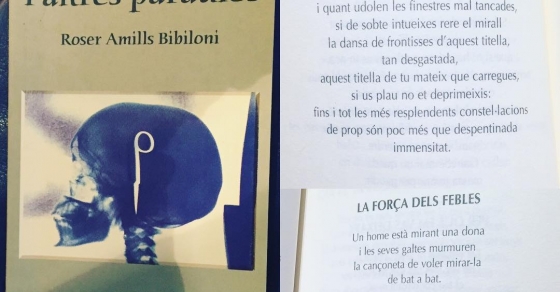 Roser Amills Bibiloni
i quant udolen les finestres mal tancades,
si de sobte intueixes rere el mirall
la dansa de frontisses d'aquest titella,
tan desgastada,
aquest titella de tu mateix que carregues,
si us plau no et deprimeixis:
fins i tot les més resplendents constel·lacions
de prop són poc més que despentinada
immensitat.
LA FORÇA DELS FEBLES
Un home està mirant una dona
i les seves galtes murmuren
la cançoneta de voler mirar-la
de bat a bat.